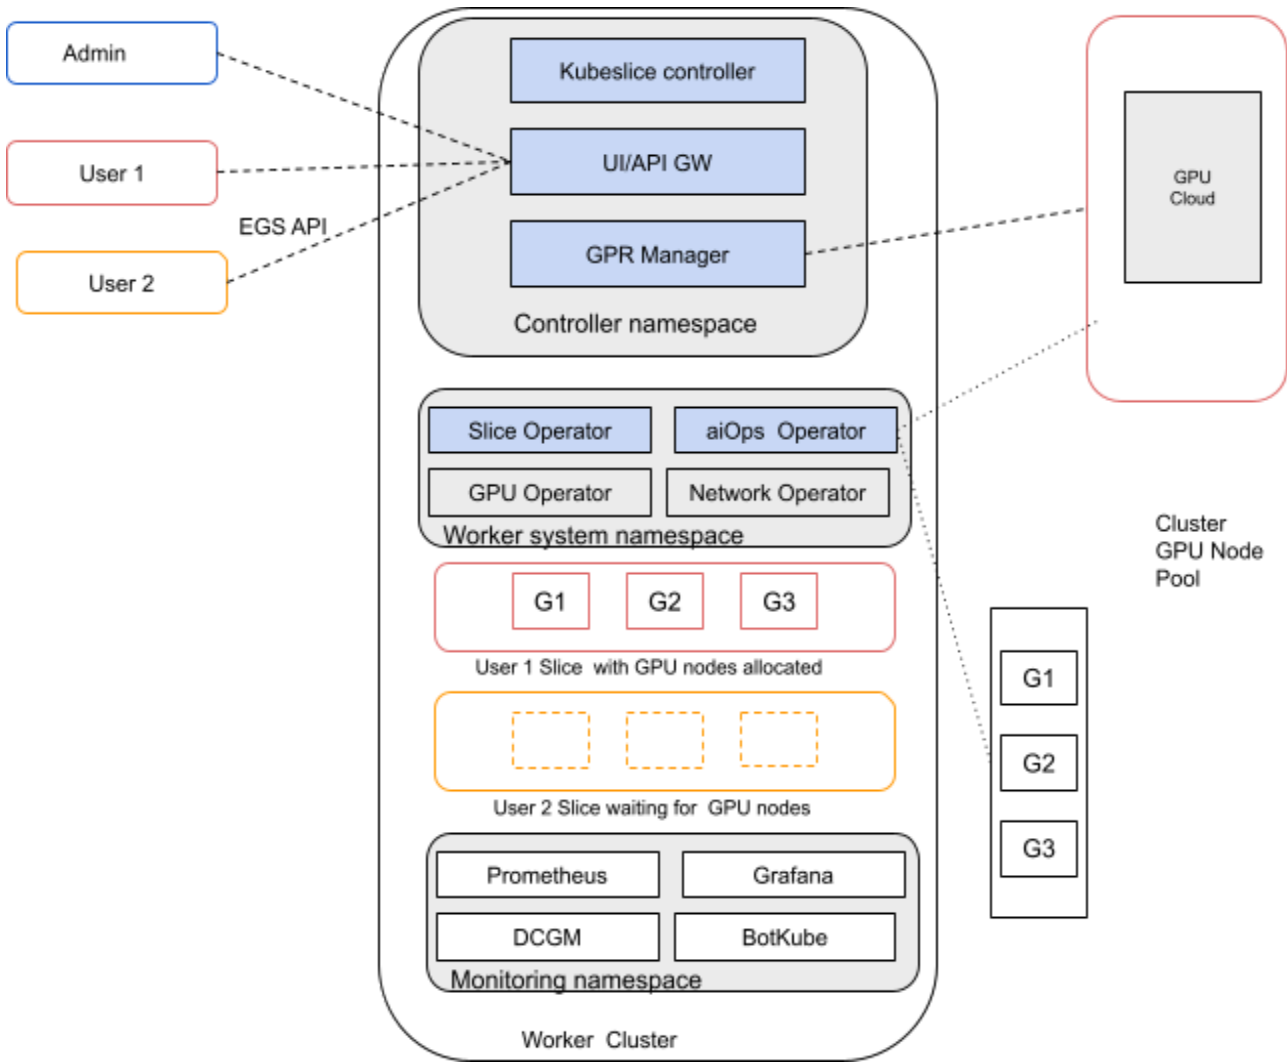 Admin
User 1
EGS API
User 2
Kubeslice controller
UI/API GW
GPR Manager
Controller namespace
GPU
Cloud
Slice Operator
aiOps  Operator
GPU Operator
Network Operator
Worker system namespace
G1
G2
G3
User 1 Slice  with GPU nodes allocated
User 2 Slice waiting for  GPU nodes
Cluster
GPU Node
Pool
G1
G2
G3
Prometheus
Grafana
DCGM
BotKube
Monitoring namespace
Worker  Cluster